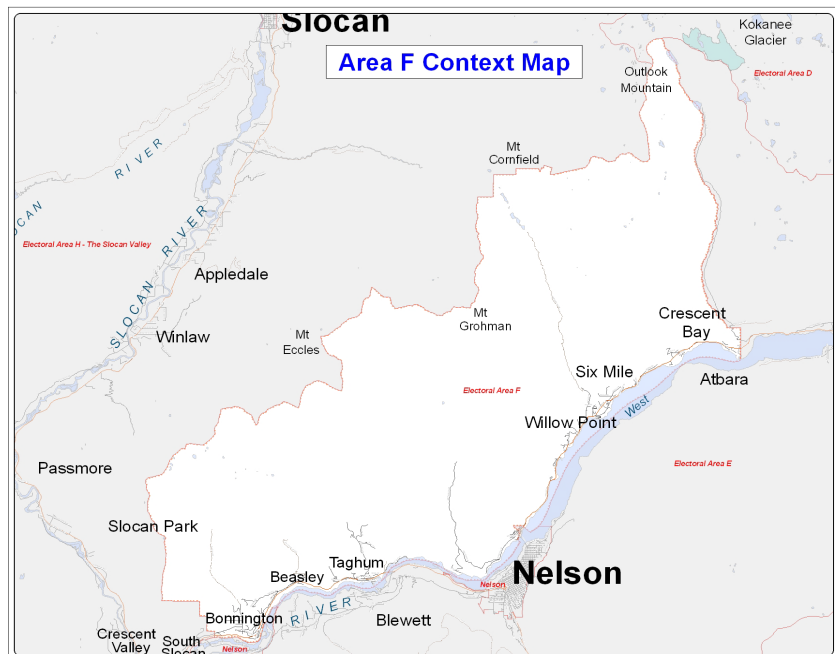 Slocan
Kokanee
Glacier
Area F Context Map
Outlook
Mountain
Electoral Area D
RIVER
Mt
Cornfield
OCAN
SLOCAN RIVER
Electoral Area H - The Slocan Valley
Appledale
Mt
Grohman
Crescent
Bay
Winlaw
Mt
Eccles
Six Mile
Atbara
Electoral Area F
West
Willow Point
Passmore
Electoral Area E
Slocan Park
Taghum
Beasley
Nelson
Nelson
RIVER
Bonnington
Blewett
Crescent
Valley
South
Slocan
Nelson